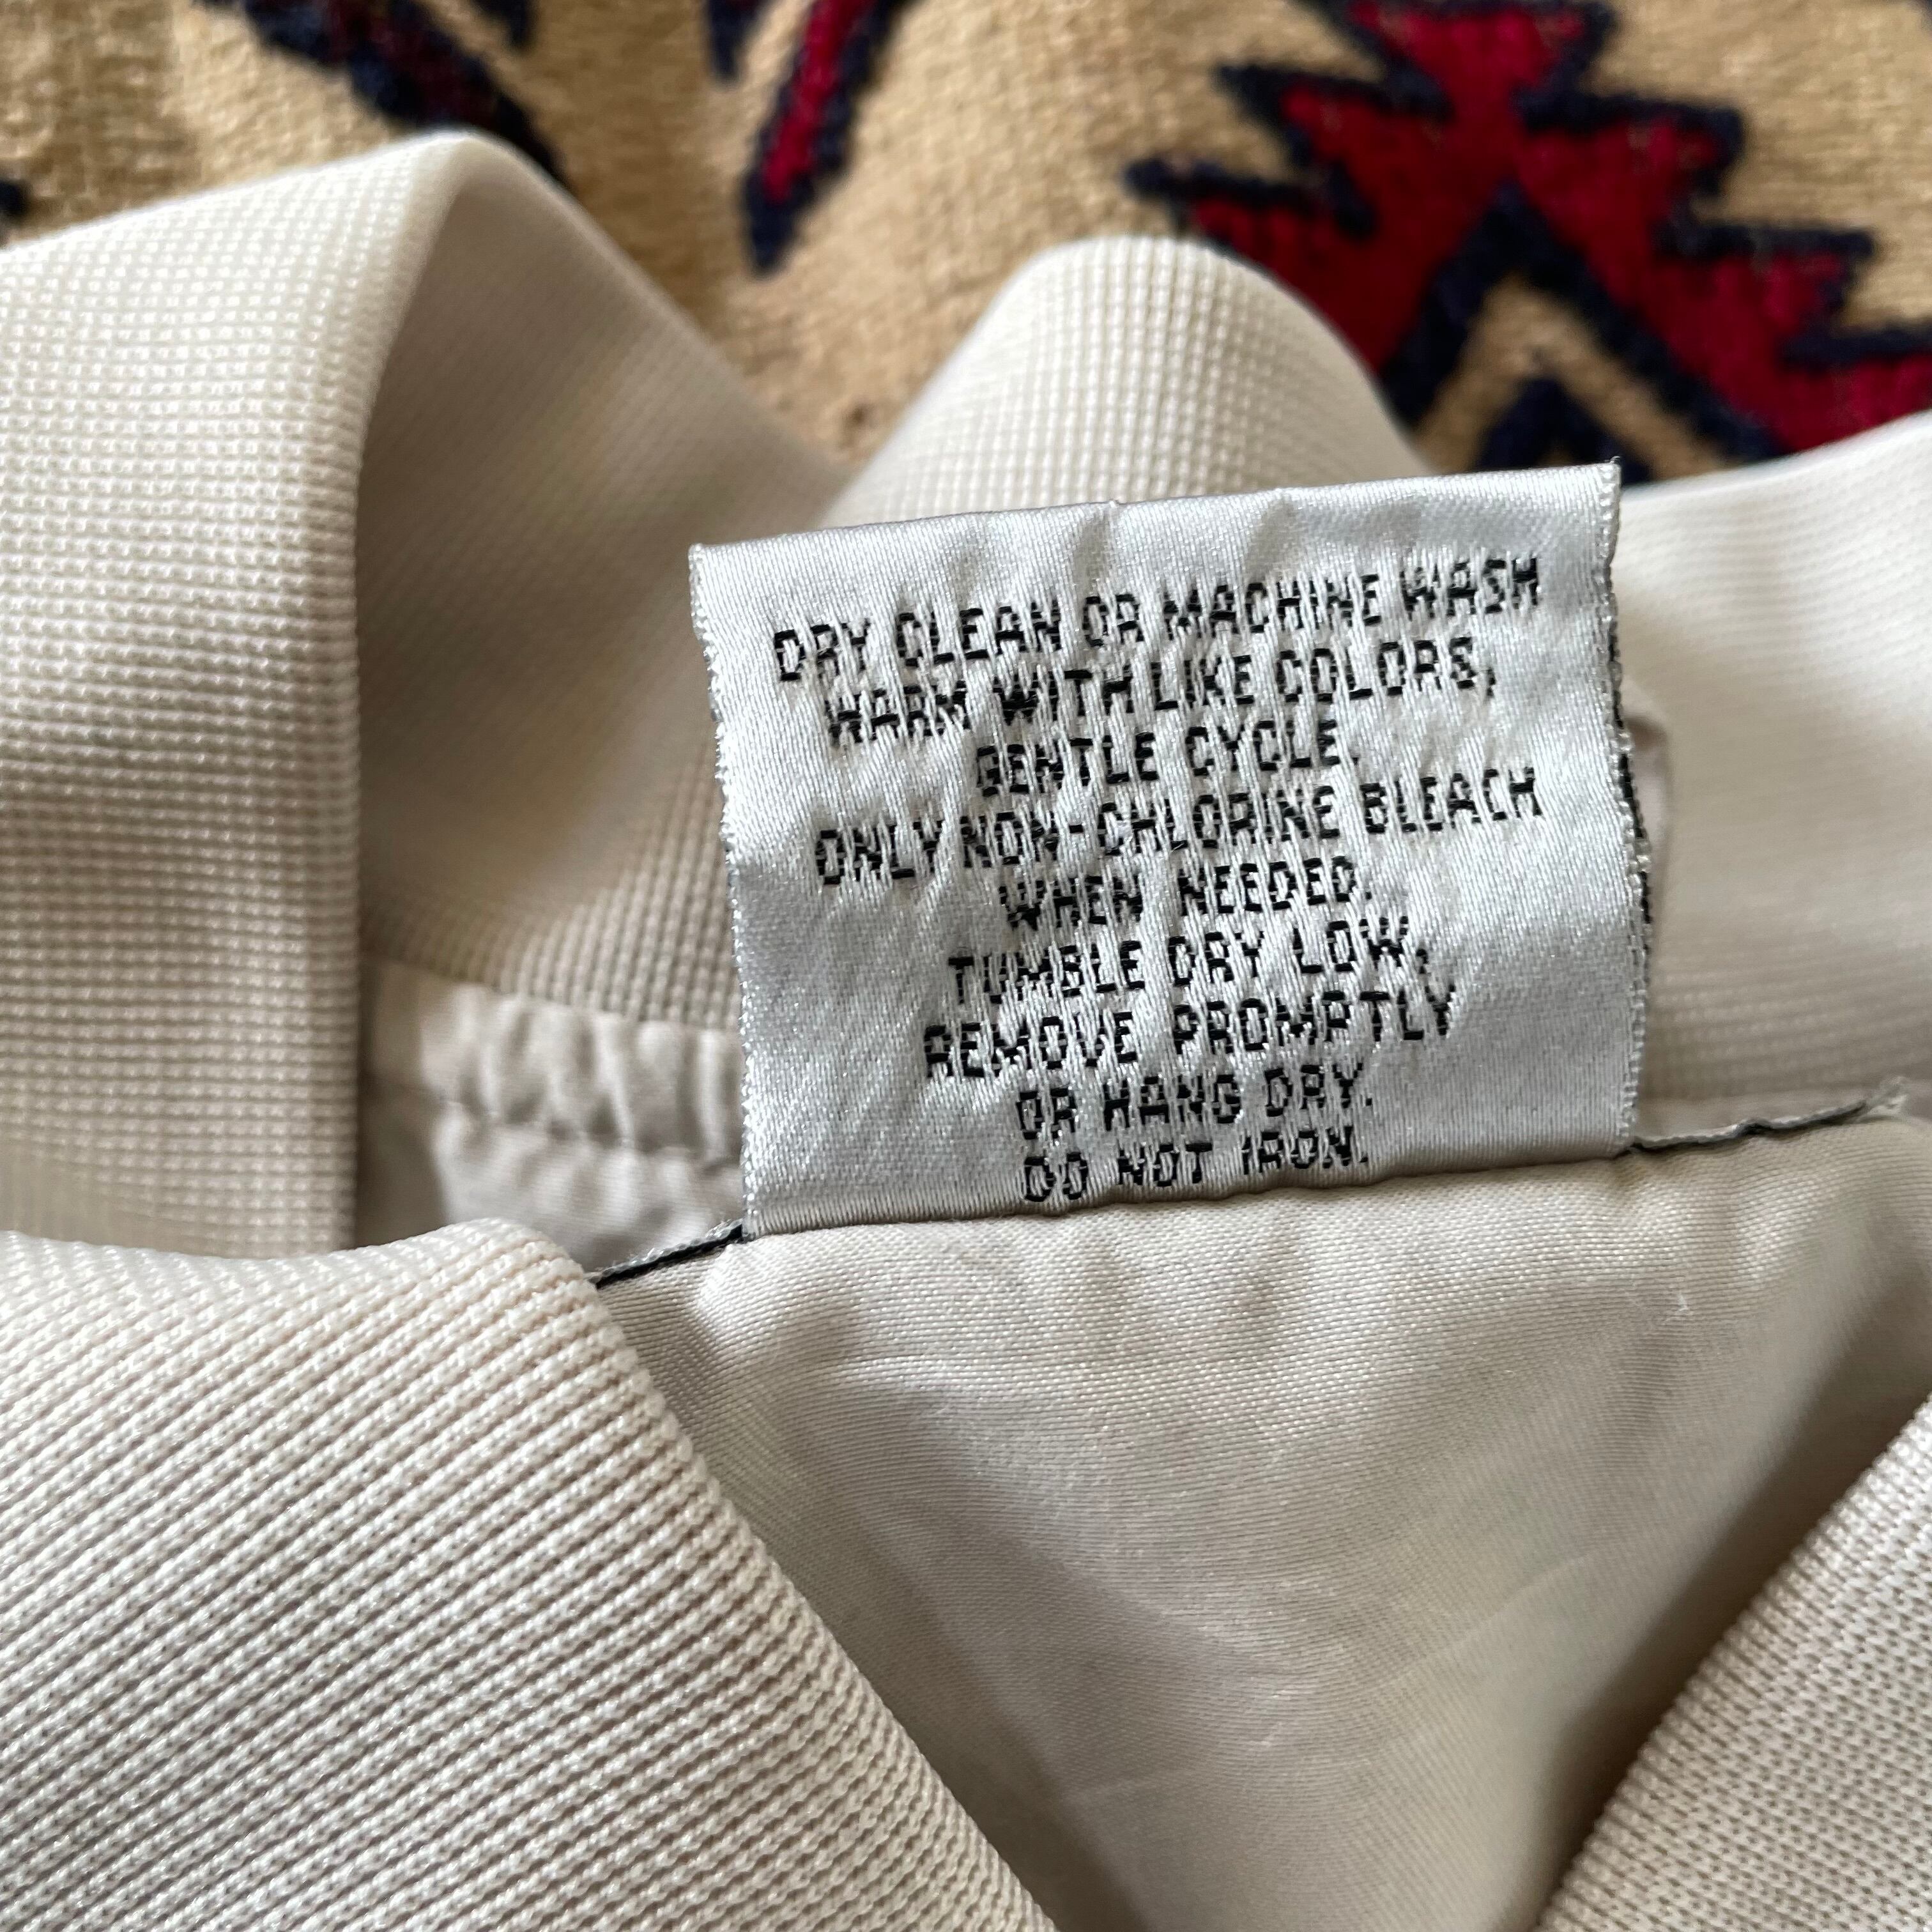 DRY CLEAN OR MACHINE WASH
WARM WITH LIKE COLORS,
GENTLE CYCLE.
ONLY NON-CHLORINE BLEACH
WHEN NEEDED.
TUMBLE DRY LOW,
REMOVE PROMPTLY
OR HANG DRY.
DO NOT IRON.